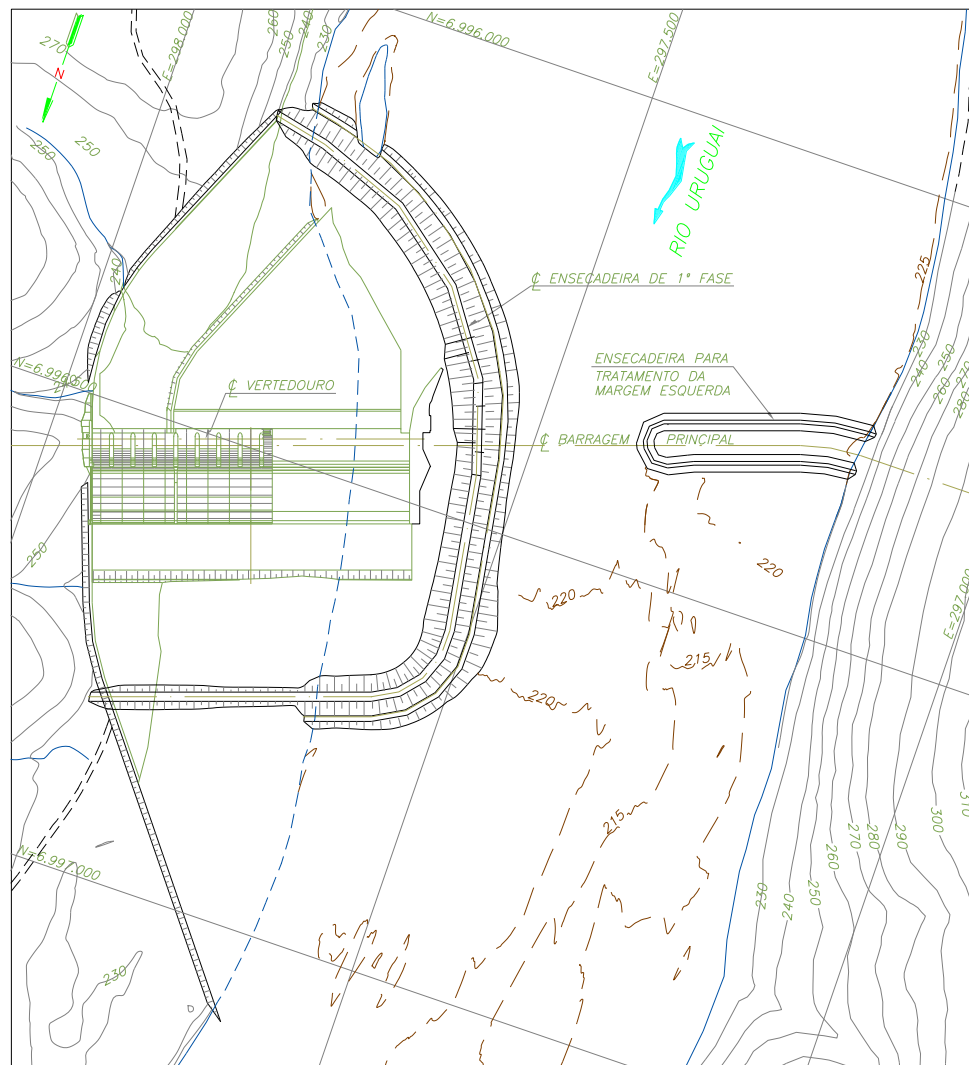 N=6.996.000
E=297.500
E=298.000
260
240
250
230
270
N
250
250
RIO URUGUAI
240
225
℄ ENSECADEIRA DE 1ª FASE
230
240
250
260
270
280
N=6.996.500
ENSECADEIRA PARA
TRATAMENTO DA
MARGEM ESQUERDA
℄ VERTEDOURO
℄ BARRAGEM PRINCIPAL
250
220
220
E=297.000
215
220
215
310
300
290
280
270
260
250
240
230
N=6.997.000
230